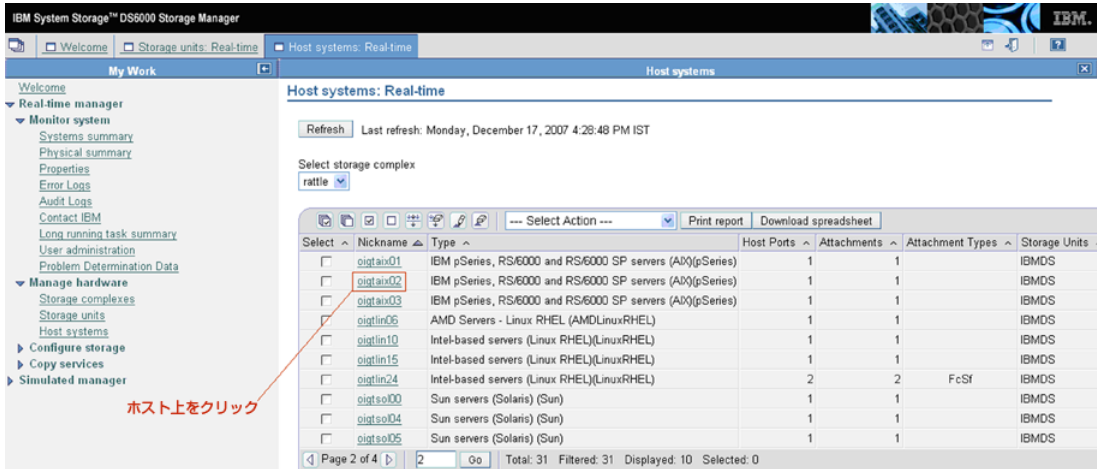 IBM System Storage™ DS6000 Storage Manager
IBM.
Welcome
Storage units: Real-time
Host systems: Real-time
?
My Work
Host systems
Welcome
Real-time manager
Monitor system
Systems summary
Physical summary
Properties
Error Logs
Audit Logs
Contact IBM
Long running task summary
User administration
Problem Determination Data
Manage hardware
Storage complexes
Storage units
Host systems
Configure storage
Copy services
Simulated manager
ホスト上をクリック
Host systems: Real-time
Refresh Last refresh: Monday, December 17, 2007 4:28:48 PM IST
Select storage complex
rattle
--- Select Action --- Print report Download spreadsheet
Select Nickname Type Host Ports Attachments Attachment Types Storage Units
oigtaix01 IBM pSeries, RS/6000 and RS/6000 SP servers (AIX)(pSeries) 1 1 IBMDS
oigtaix02 IBM pSeries, RS/6000 and RS/6000 SP servers (AIX)(pSeries) 1 1 IBMDS
oigtaix03 IBM pSeries, RS/6000 and RS/6000 SP servers (AIX)(pSeries) 1 1 IBMDS
oigtlin06 AMD Servers - Linux RHEL (AMDLinuxRHEL) 1 1 IBMDS
oigtlin10 Intel-based servers (Linux RHEL)(LinuxRHEL) 1 1 IBMDS
oigtlin15 Intel-based servers (Linux RHEL)(LinuxRHEL) 1 1 IBMDS
oigtlin24 Intel-based servers (Linux RHEL)(LinuxRHEL) 2 2 FcSf IBMDS
oigtsol00 Sun servers (Solaris) (Sun) 1 1 IBMDS
oigtsol04 Sun servers (Solaris) (Sun) 1 1 IBMDS
oigtsol05 Sun servers (Solaris) (Sun) 1 1 IBMDS
Page 2 of 4 2 Go Total: 31 Filtered: 31 Displayed: 10 Selected: 0